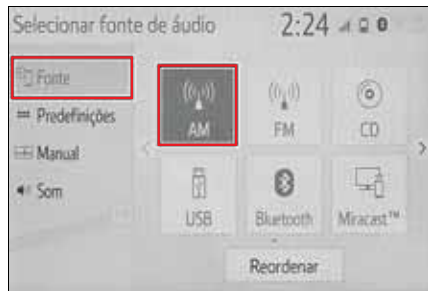 Selecionar fonte de áudio 2:24
Fonte
Predefinições
Manual
Som
AM
FM
CD
USB
Bluetooth
Miracast™
Reordenar